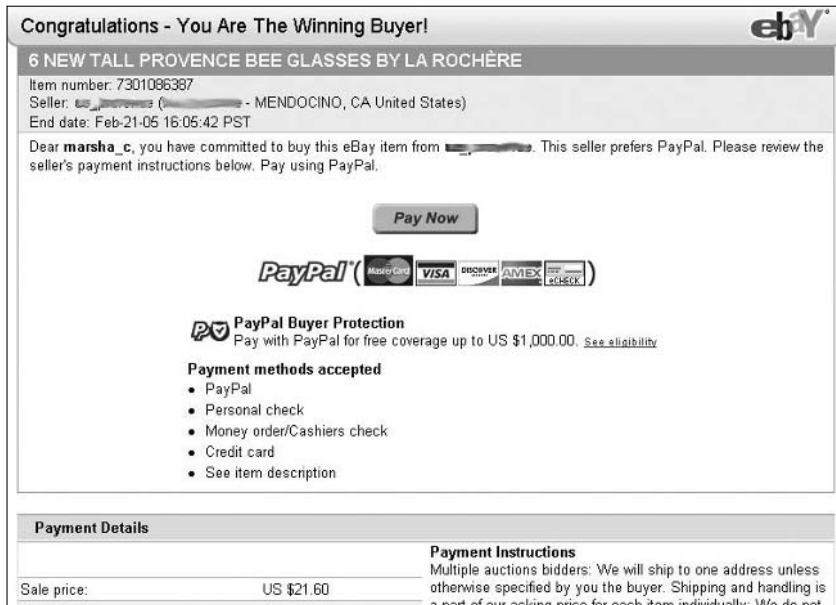 Congratulations - You Are The Winning Buyer!
ebY
6 NEW TALL PROVENCE BEE GLASSES BY LA ROCHÈRE
Item number: 7301086387
Seller: ( - MENDOCINO, CA United States)
End date: Feb-21-05 16:05:42 PST
Dear marsha_c, you have committed to buy this eBay item from . This seller prefers PayPal. Please review the
seller's payment instructions below. Pay using PayPal.
Pay Now
PayPal (MasterCard VISA DISCOVER AMEX eCHECK)
PayPal Buyer Protection
Pay with PayPal for free coverage up to US $1,000.00. See eligibility
Payment methods accepted
• PayPal
• Personal check
• Money order/Cashiers check
• Credit card
• See item description
Payment Details
Payment Instructions
Multiple auctions bidders: We will ship to one address unless
Sale price: US $21.60
otherwise specified by you the buyer. Shipping and handling is
a part of our asking price for each item individually: We do not